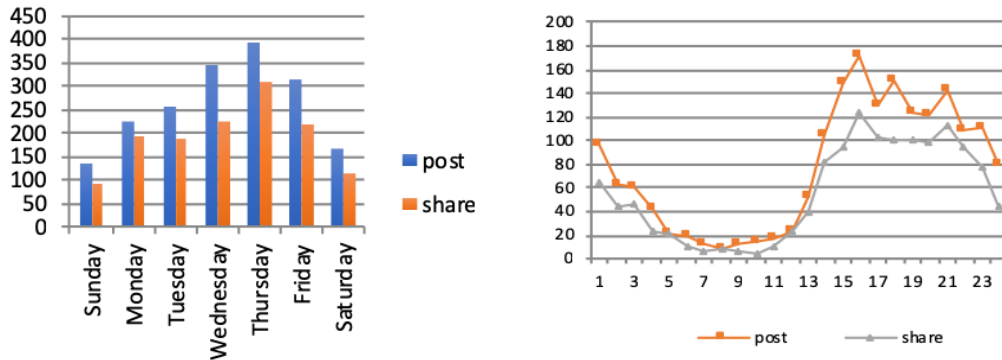 450
400
350
300
250
200
150
100
50
0
Sunday
Monday
Tuesday
Wednesday
Thursday
Friday
Saturday
post
share
200
180
160
140
120
100
80
60
40
20
0
1 3 5 7 9 11 13 15 17 19 21 23
post share